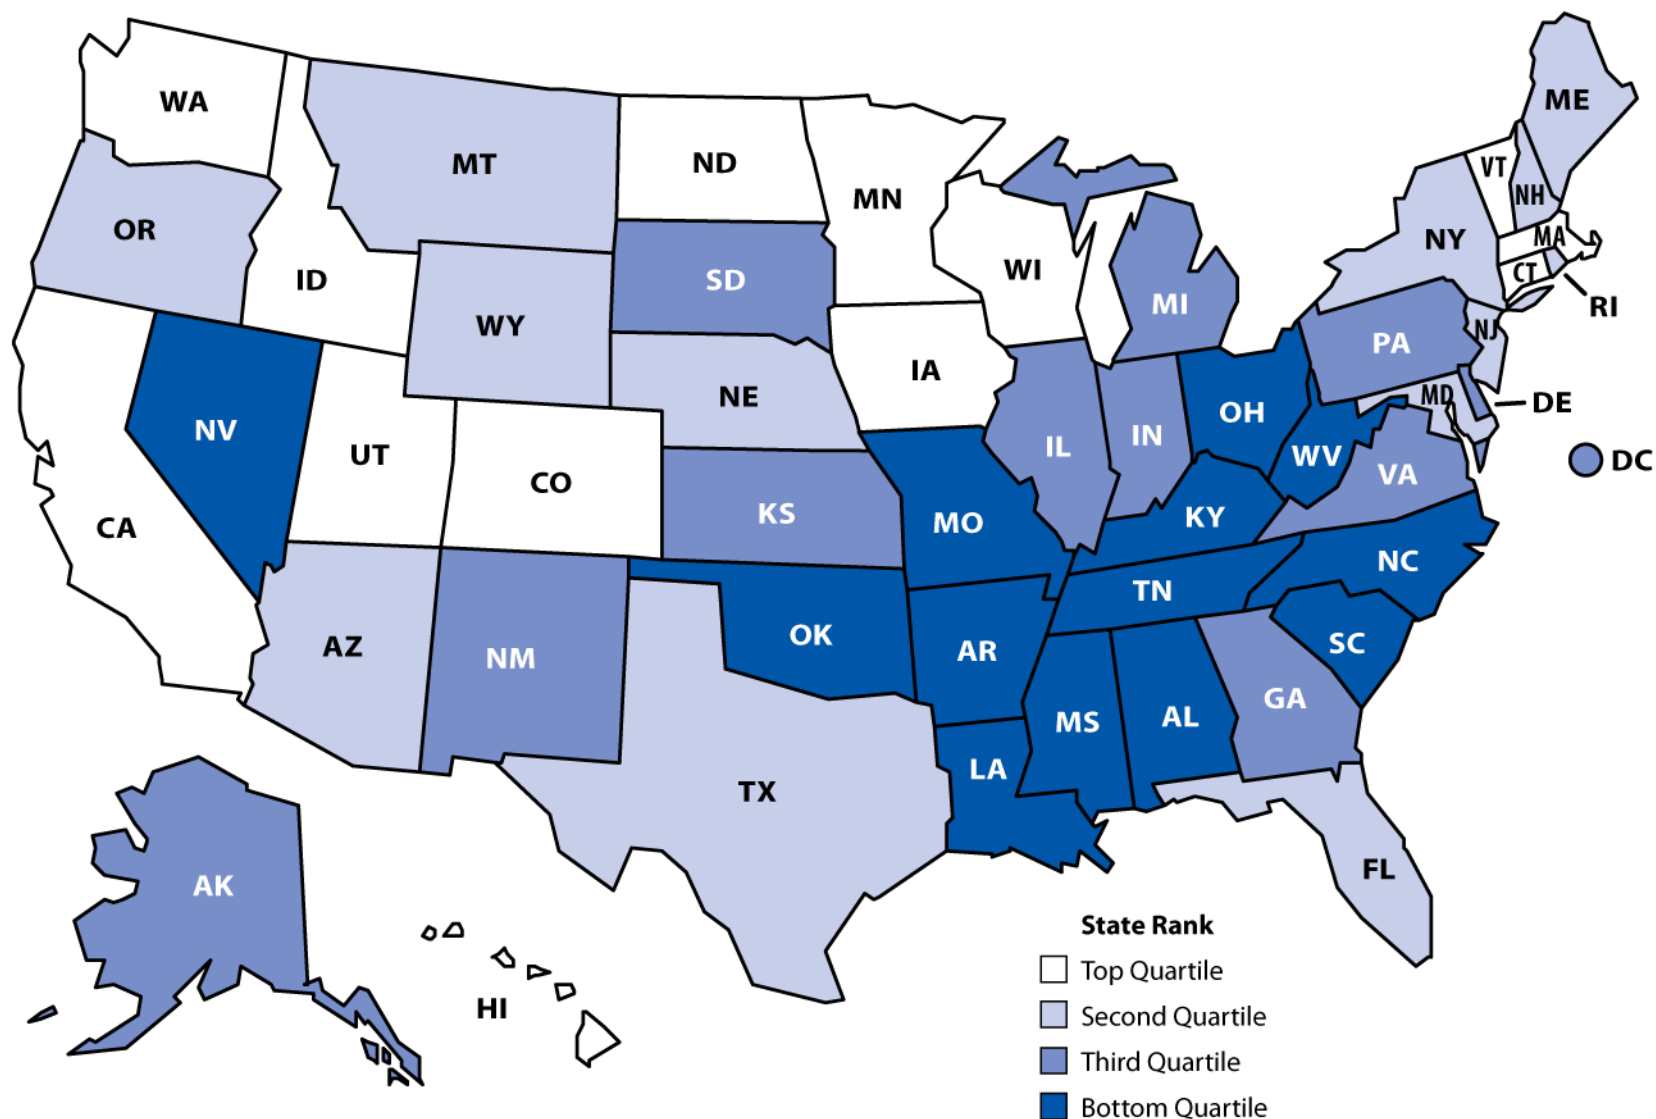 WA
MT
ND
MN
ME
VT
NH
OR
ID
SD
WI
MI
NY
MA
CT
RI
WY
IA
PA
NJ
NE
MD
DE
NV
UT
CO
IL
IN
OH
WV
VA
DC
CA
KS
MO
KY
NC
TN
AZ
NM
OK
AR
SC
MS
AL
GA
LA
TX
FL
AK
HI
State Rank
Top Quartile
Second Quartile
Third Quartile
Bottom Quartile